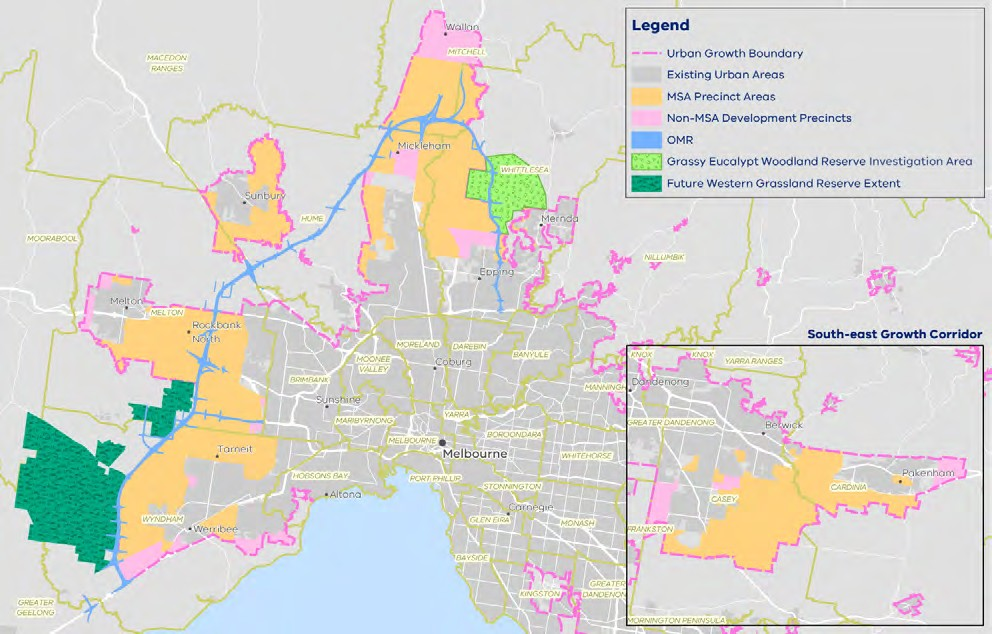 Wallan
MITCHELL
MACEDON
RANGES
Mickleham
WHITTLESEA
Sunbury
HUME
Mernda
MOORABOOL
NILLUMBIK
Epping
Melton
MELTON
Rockbank
North
MORELAND
DAREBIN
BANYULE
HOONEE
VALLEY
Coburg
BRIMBANK
MANNINGH
Sunshine
MARIBYRNONG
YARRA
MELBOURNE
BOROONDARA
Melbourne
WHITEHORSE
Tarneit
HOBSONS BAY
PORT PHILLIP
STONNINGTON
Altona
Carnegie
GLEN EIRA
MONASH
WYNDHAM
Werribee
BAYSIDE
KINGSTON
GREATER
DANDENONG
GREATER
GEELONG
Legend
Urban Growth Boundary
Existing Urban Areas
MSA Precinct Areas
Non-MSA Development Precincts
OMR
Grassy Eucalypt Woodland Reserve Investigation Area
Future Western Grassland Reserve Extent
South-east Growth Corridor
KNOX
KNOX
YARRA RANGES
Dandenong
GREATER DANDENONG
Berwick
Pakenham
CARDINIA
CASEY
FRANKSTON
MORNINGTON PENINSULA